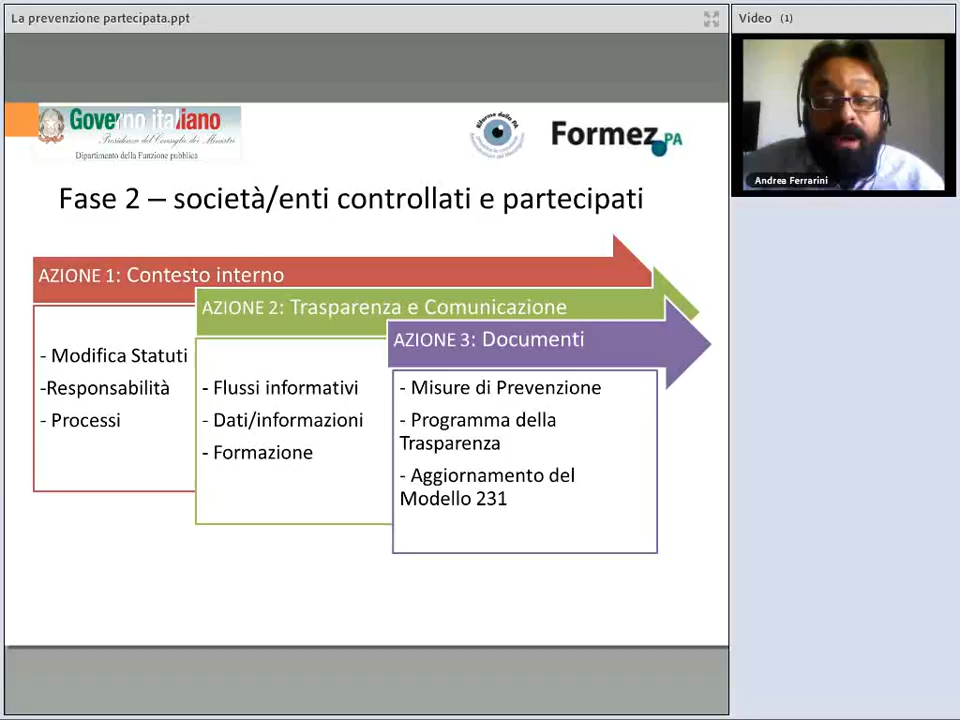 La prevenzione partecipata.ppt
Video (1)
Andrea Ferrarini
Governo italiano
Presidenza del Consiglio dei Ministri
Dipartimento della Funzione pubblica
Riforma della PA
Formez PA
Fase 2 – società/enti controllati e partecipati
AZIONE 1: Contesto interno
- Modifica Statuti
-Responsabilità
- Processi
AZIONE 2: Trasparenza e Comunicazione
- Flussi informativi
- Dati/informazioni
- Formazione
AZIONE 3: Documenti
- Misure di Prevenzione
- Programma della
Trasparenza
- Aggiornamento del
Modello 231